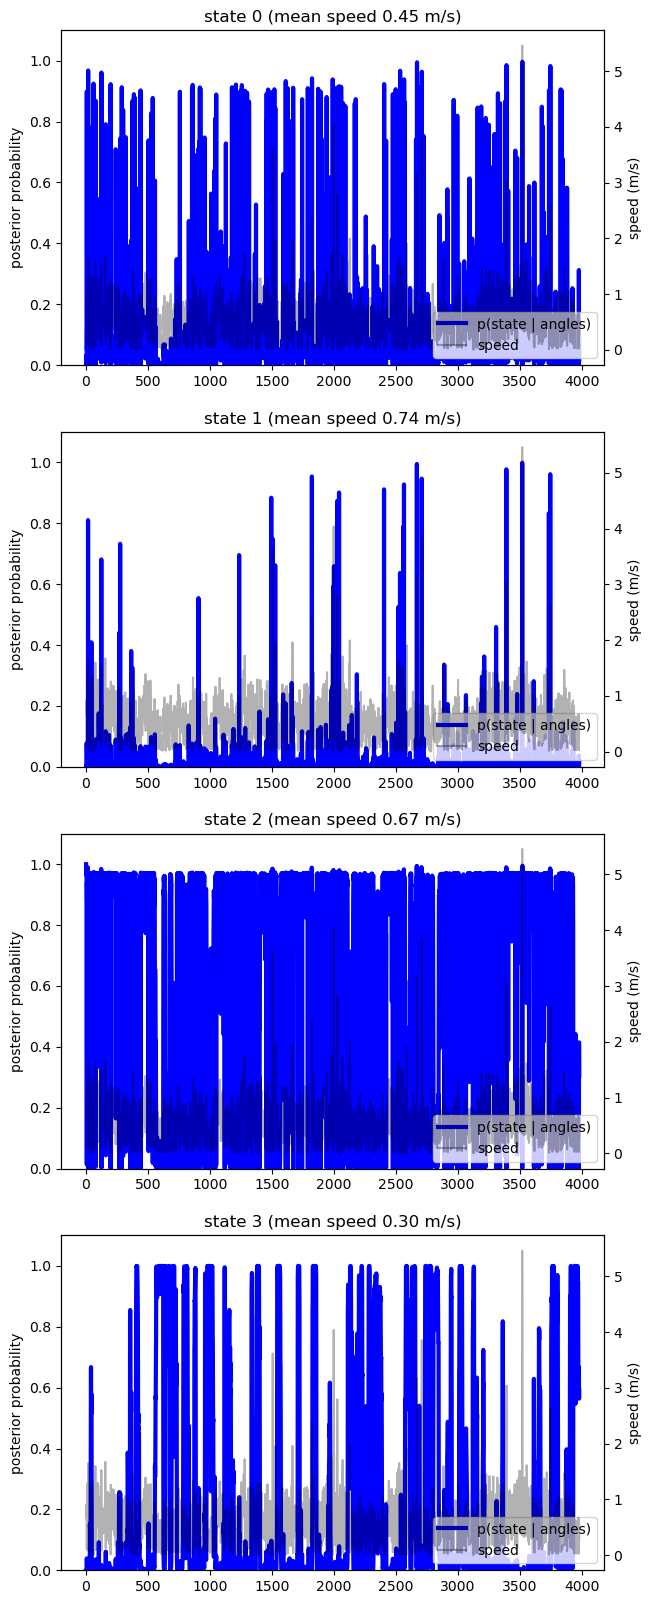 state 0 (mean speed 0.45 m/s)
1.0
0.8
0.6
0.4
0.2
0.0
posterior probability
5
4
3
2
1
0
speed (m/s)
p(state | angles)
speed
0 500 1000 1500 2000 2500 3000 3500 4000
state 1 (mean speed 0.74 m/s)
1.0
0.8
0.6
0.4
0.2
0.0
posterior probability
5
4
3
2
1
0
speed (m/s)
p(state | angles)
speed
0 500 1000 1500 2000 2500 3000 3500 4000
state 2 (mean speed 0.67 m/s)
1.0
0.8
0.6
0.4
0.2
0.0
posterior probability
5
4
3
2
1
0
speed (m/s)
p(state | angles)
speed
0 500 1000 1500 2000 2500 3000 3500 4000
state 3 (mean speed 0.30 m/s)
1.0
0.8
0.6
0.4
0.2
0.0
posterior probability
5
4
3
2
1
0
speed (m/s)
p(state | angles)
speed
0 500 1000 1500 2000 2500 3000 3500 4000